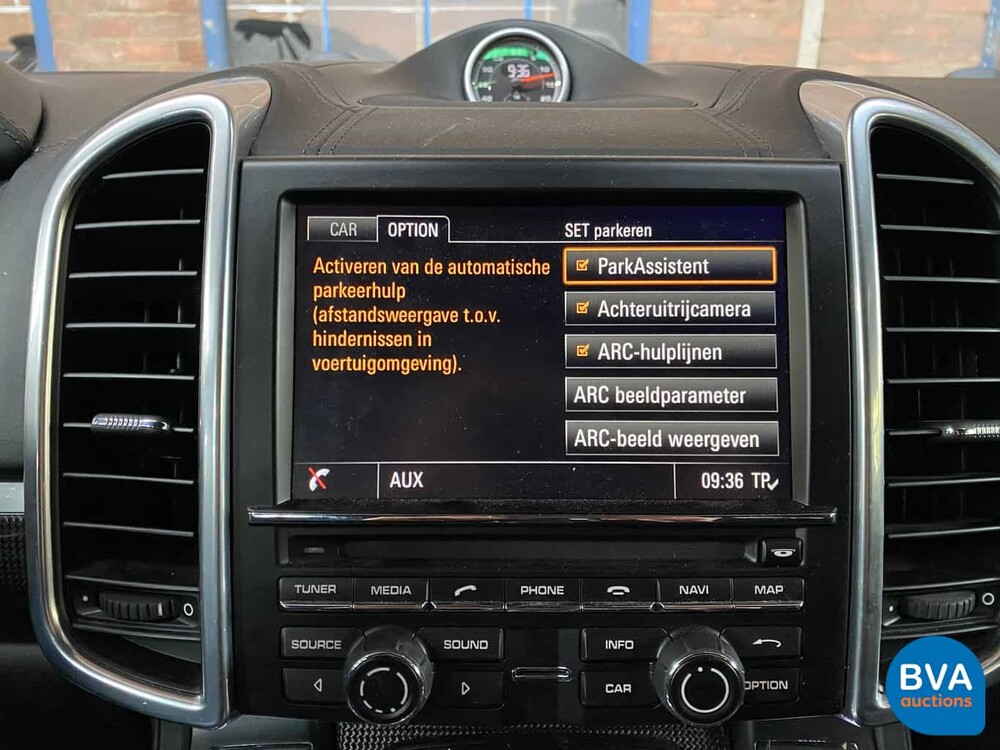 9:36
CAR OPTION SET parkeren
Activeren van de automatische
parkeerhulp
(afstandsweergave t.o.v.
hindernissen in
voertuigomgeving).
ParkAssistent
Achteruitrijcamera
ARC-hulplijnen
ARC beeldparameter
ARC-beeld weergeven
AUX 09:36 TP
TUNER MEDIA PHONE NAVI MAP
SOURCE SOUND INFO
CAR OPTION
BVA
auctions